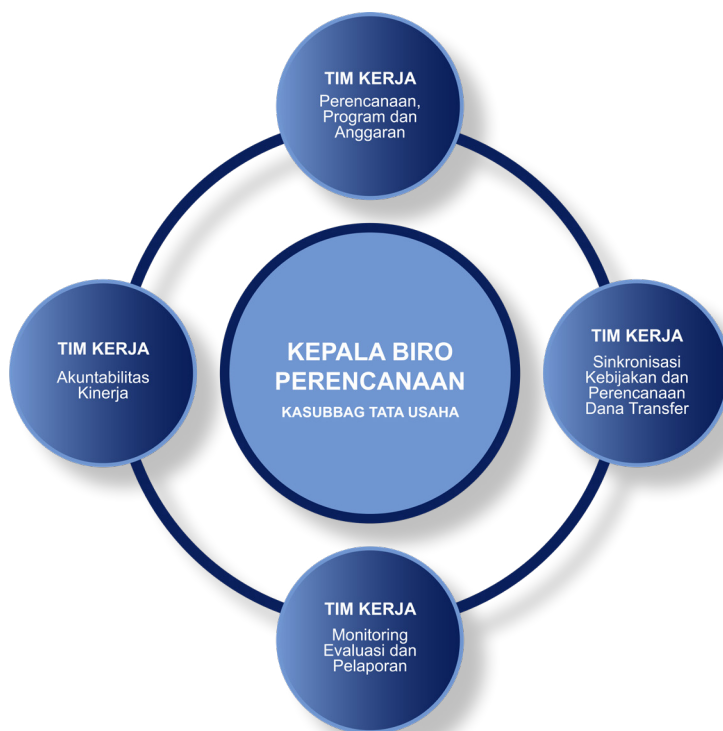 TIM KERJA
Perencanaan,
Program dan
Anggaran
TIM KERJA
Akuntabilitas
Kinerja
KEPALA BIRO
PERENCANAAN
KASUBBAG TATA USAHA
TIM KERJA
Sinkronisasi
Kebijakan dan
Perencanaan
Dana Transfer
TIM KERJA
Monitoring
Evaluasi dan
Pelaporan